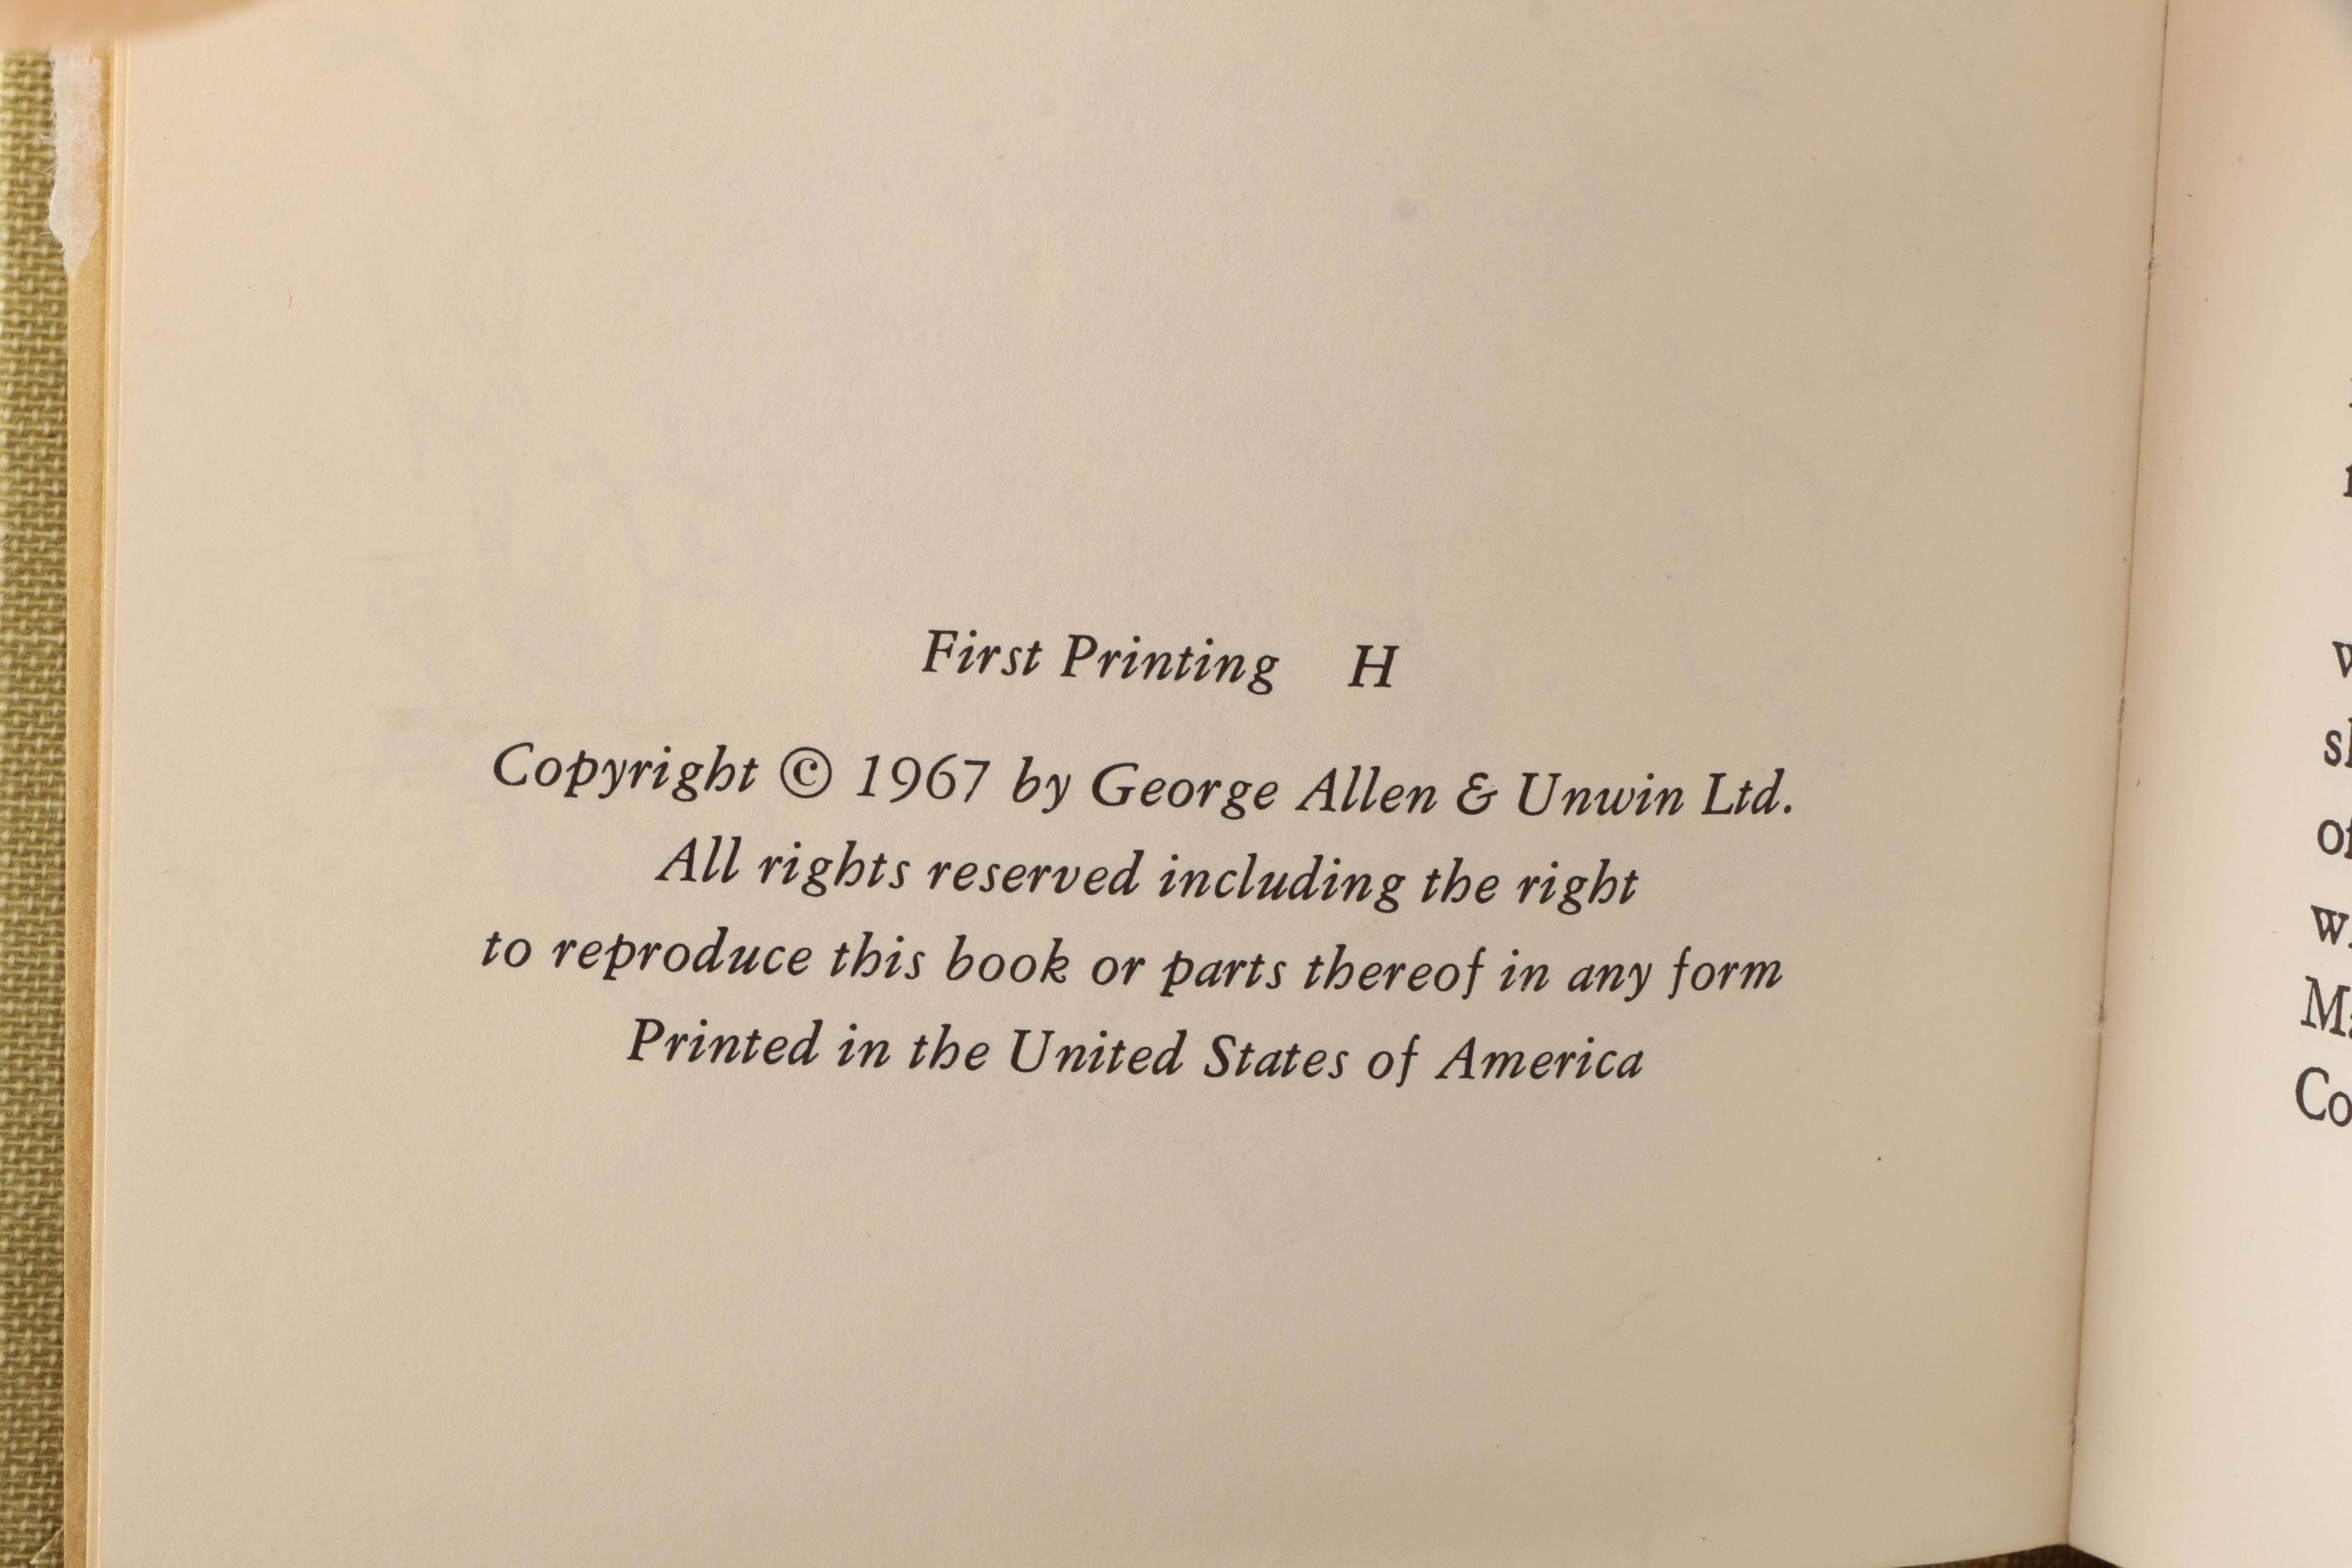 First Printing H
Copyright © 1967 by George Allen & Unwin Ltd.
All rights reserved including the right
to reproduce this book or parts thereof in any form
Printed in the United States of America